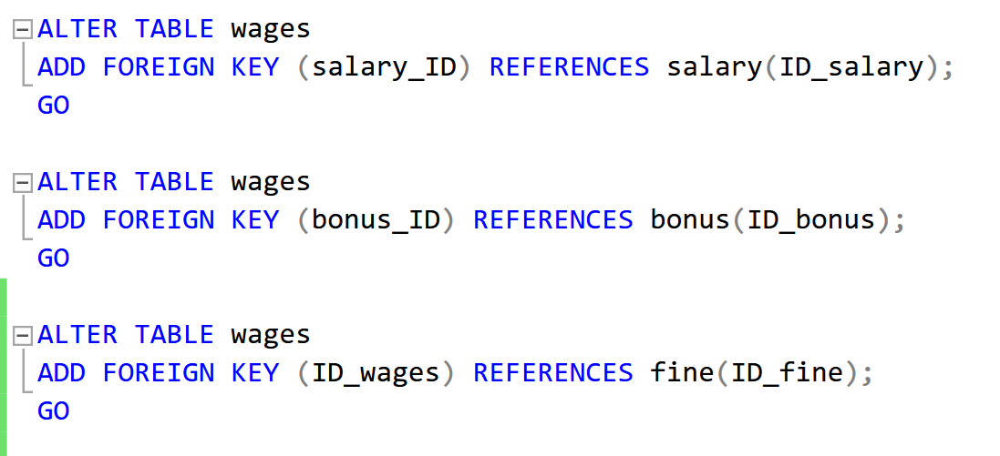 ALTER TABLE wages
ADD FOREIGN KEY (salary_ID) REFERENCES salary(ID_salary);
GO
ALTER TABLE wages
ADD FOREIGN KEY (bonus_ID) REFERENCES bonus(ID_bonus);
GO
ALTER TABLE wages
ADD FOREIGN KEY (ID_wages) REFERENCES fine(ID_fine);
GO